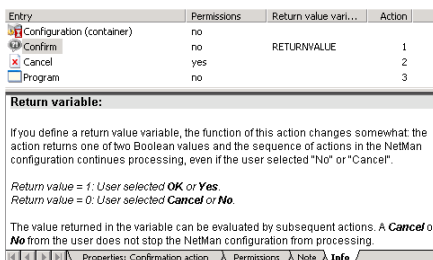 Entry Permissions Return value vari... Action
Configuration (container) no
Confirm no RETURNVALUE 1
Cancel yes 2
Program no 3
Return variable:
If you define a return value variable, the function of this action changes somewhat: the
action returns one of two Boolean values and the sequence of actions in the NetMan
configuration continues processing, even if the user selected "No" or "Cancel".
Return value = 1: User selected OK or Yes.
Return value = 0: User selected Cancel or No.
The value returned in the variable can be evaluated by subsequent actions. A Cancel o
No from the user does not stop the NetMan configuration from processing.
Properties: Confirmation action Permissions Note Info